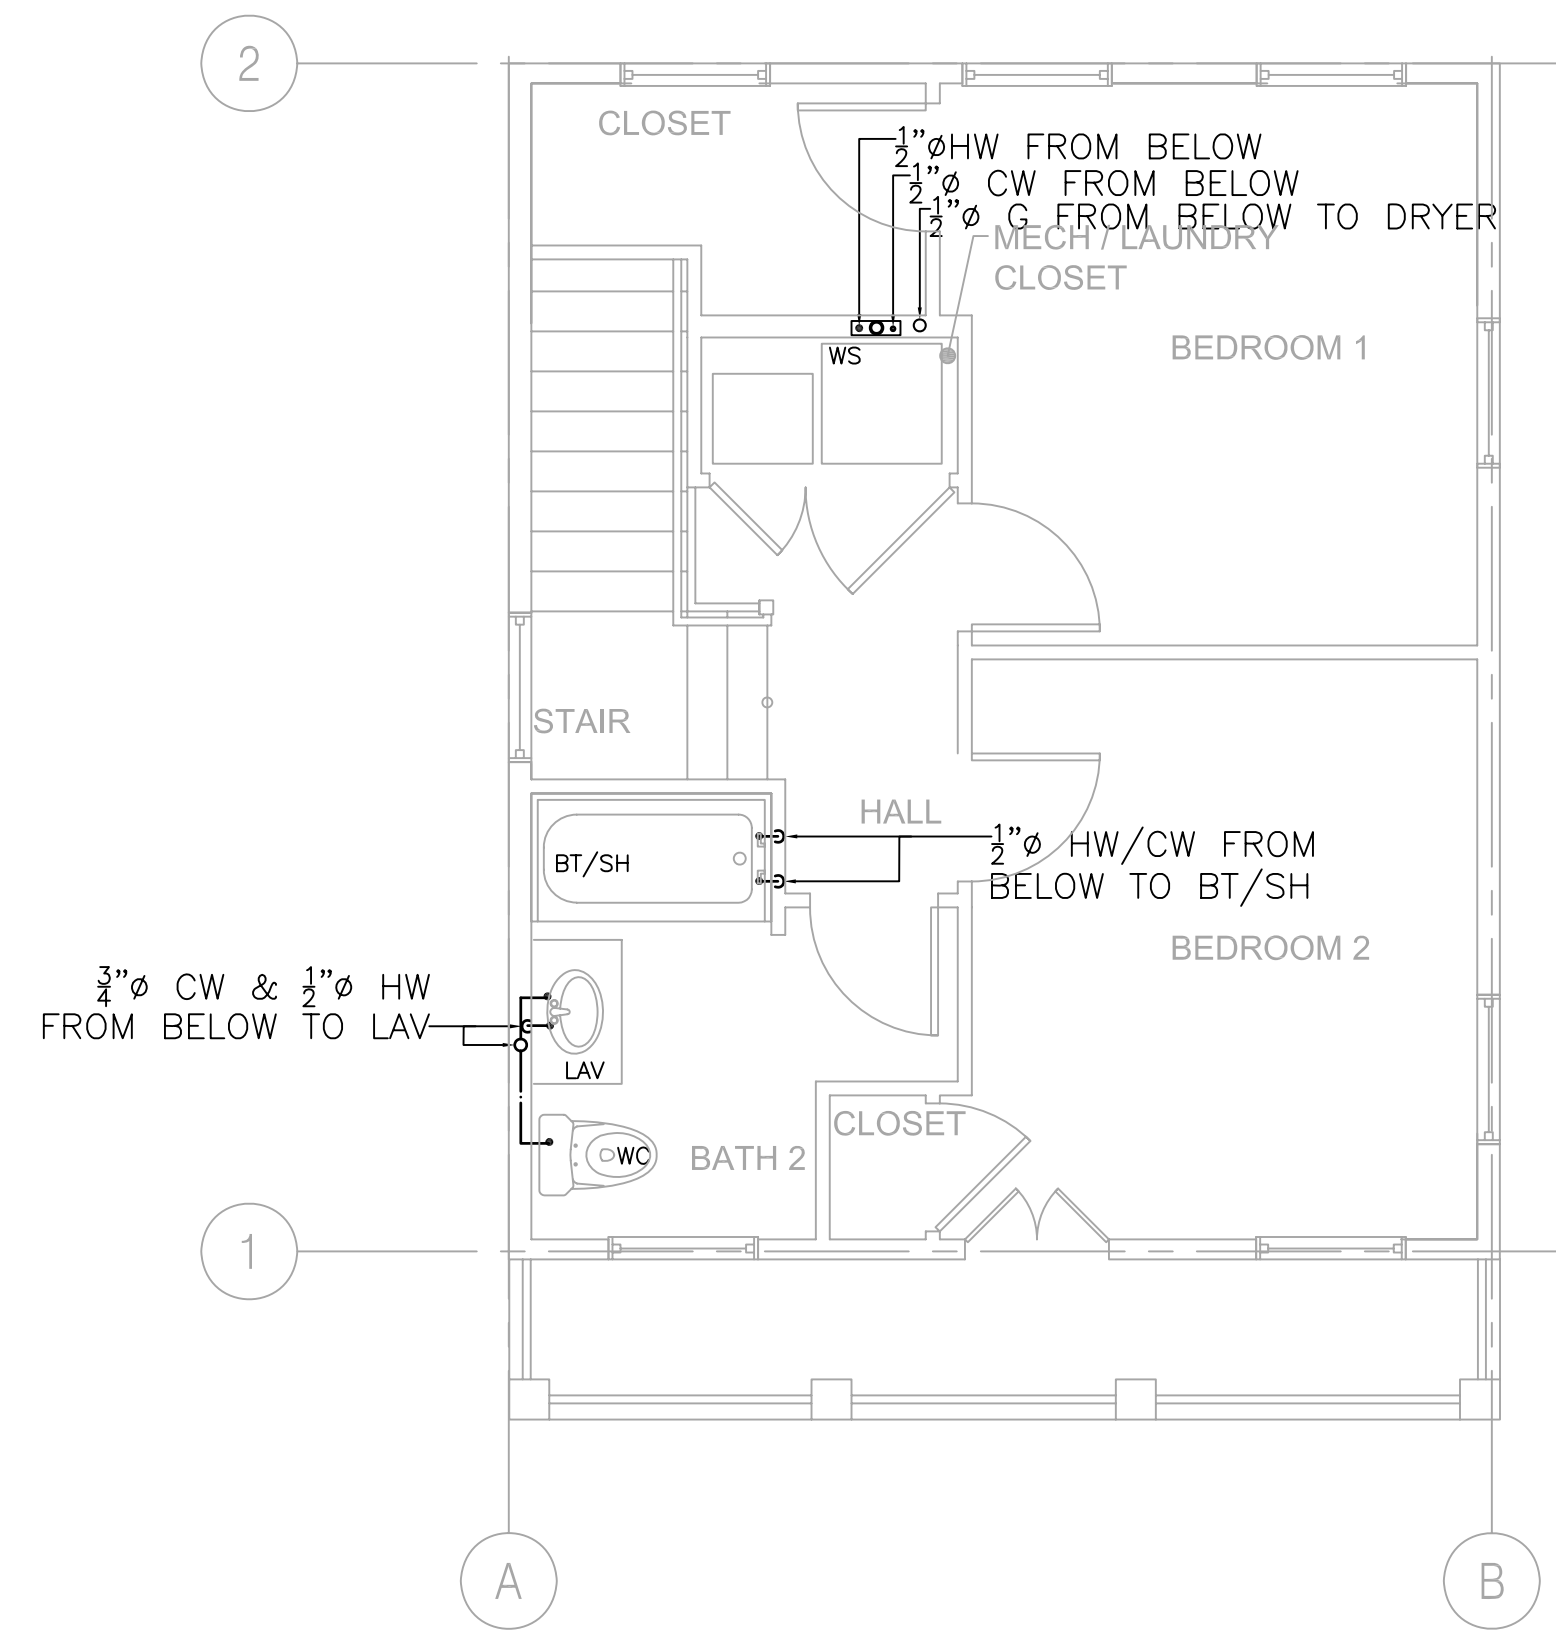 2
CLOSET
1/2"ø HW FROM BELOW
1/2"ø CW FROM BELOW
1/2"ø G FROM BELOW TO DRYER
MECH / LAUNDRY
CLOSET
WS
BEDROOM 1
STAIR
HALL
BT/SH
1/2"ø HW/CW FROM
BELOW TO BT/SH
BEDROOM 2
3/4"ø CW & 1/2"ø HW
FROM BELOW TO LAV
LAV
CLOSET
WC
BATH 2
1
A
B